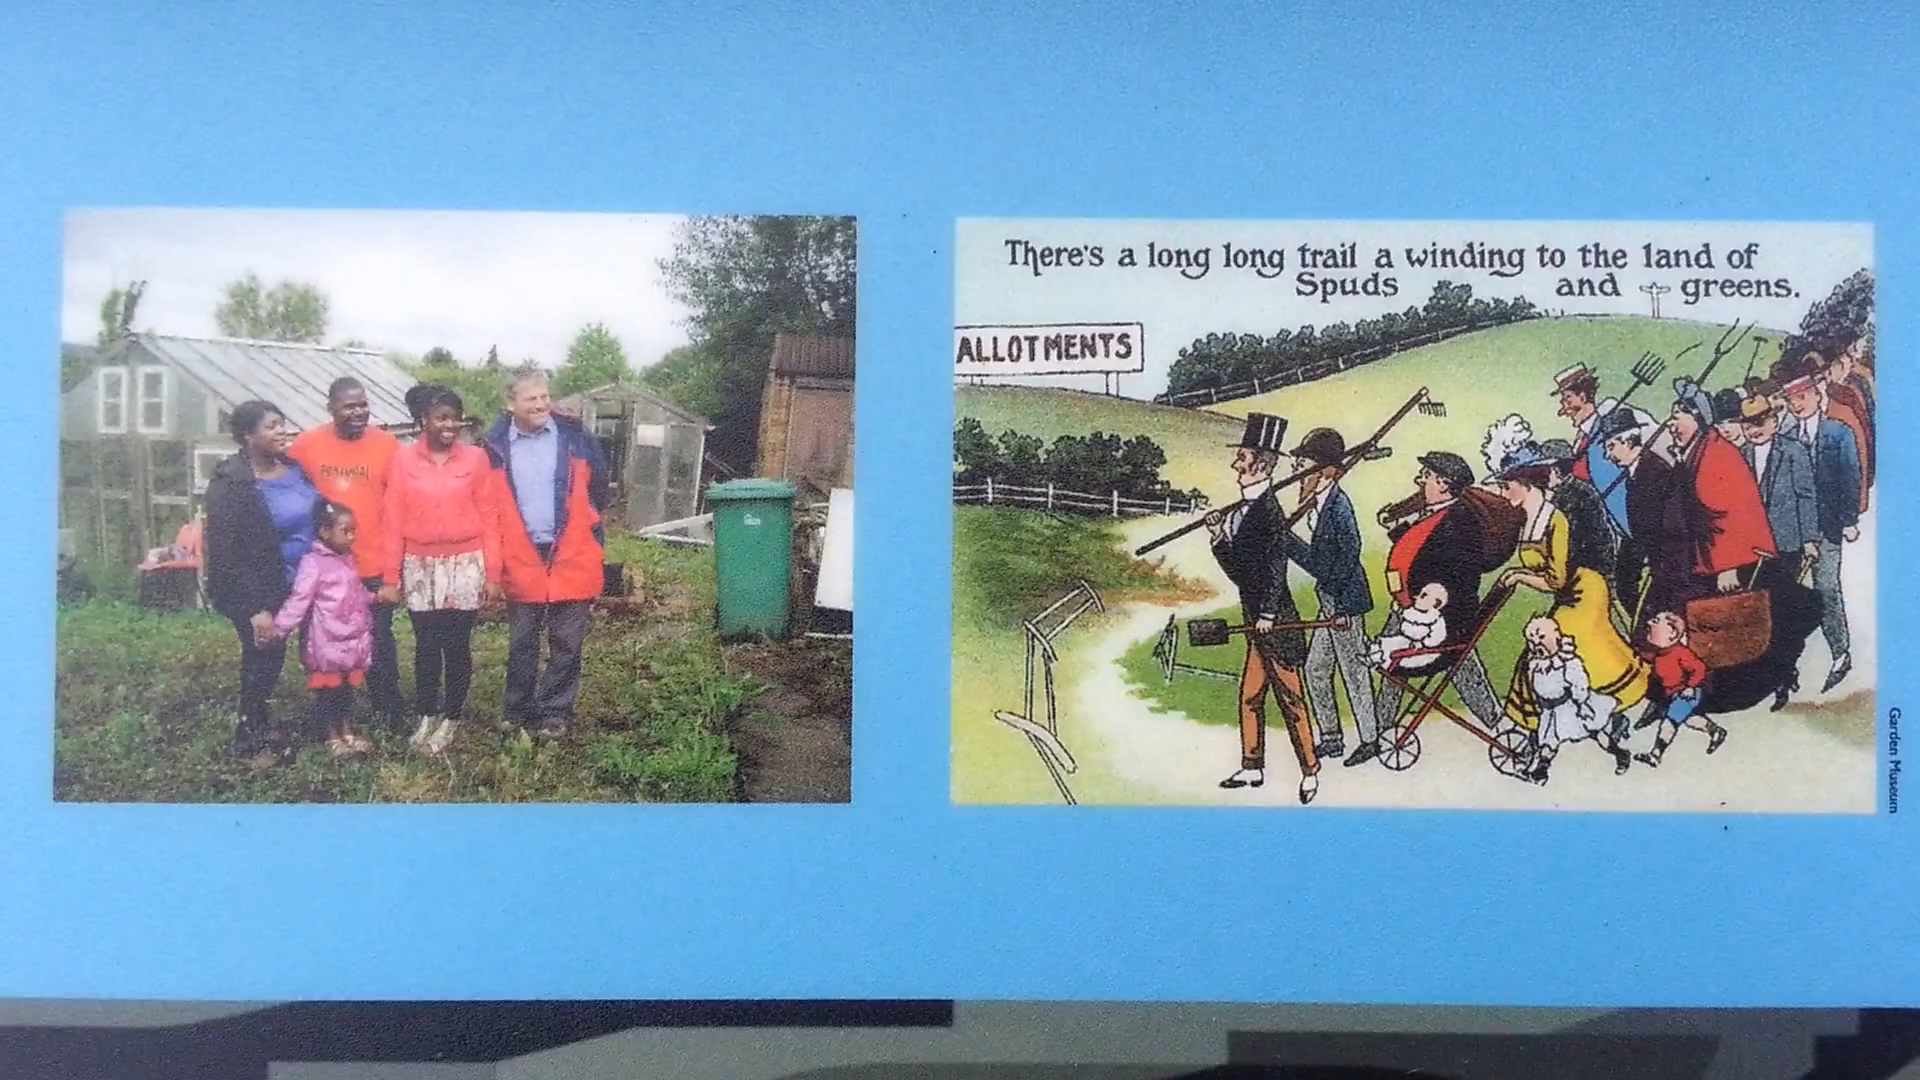 There's a long long trail a winding to the land of
Spuds and greens.
ALLOTMENTS
Garden Museum